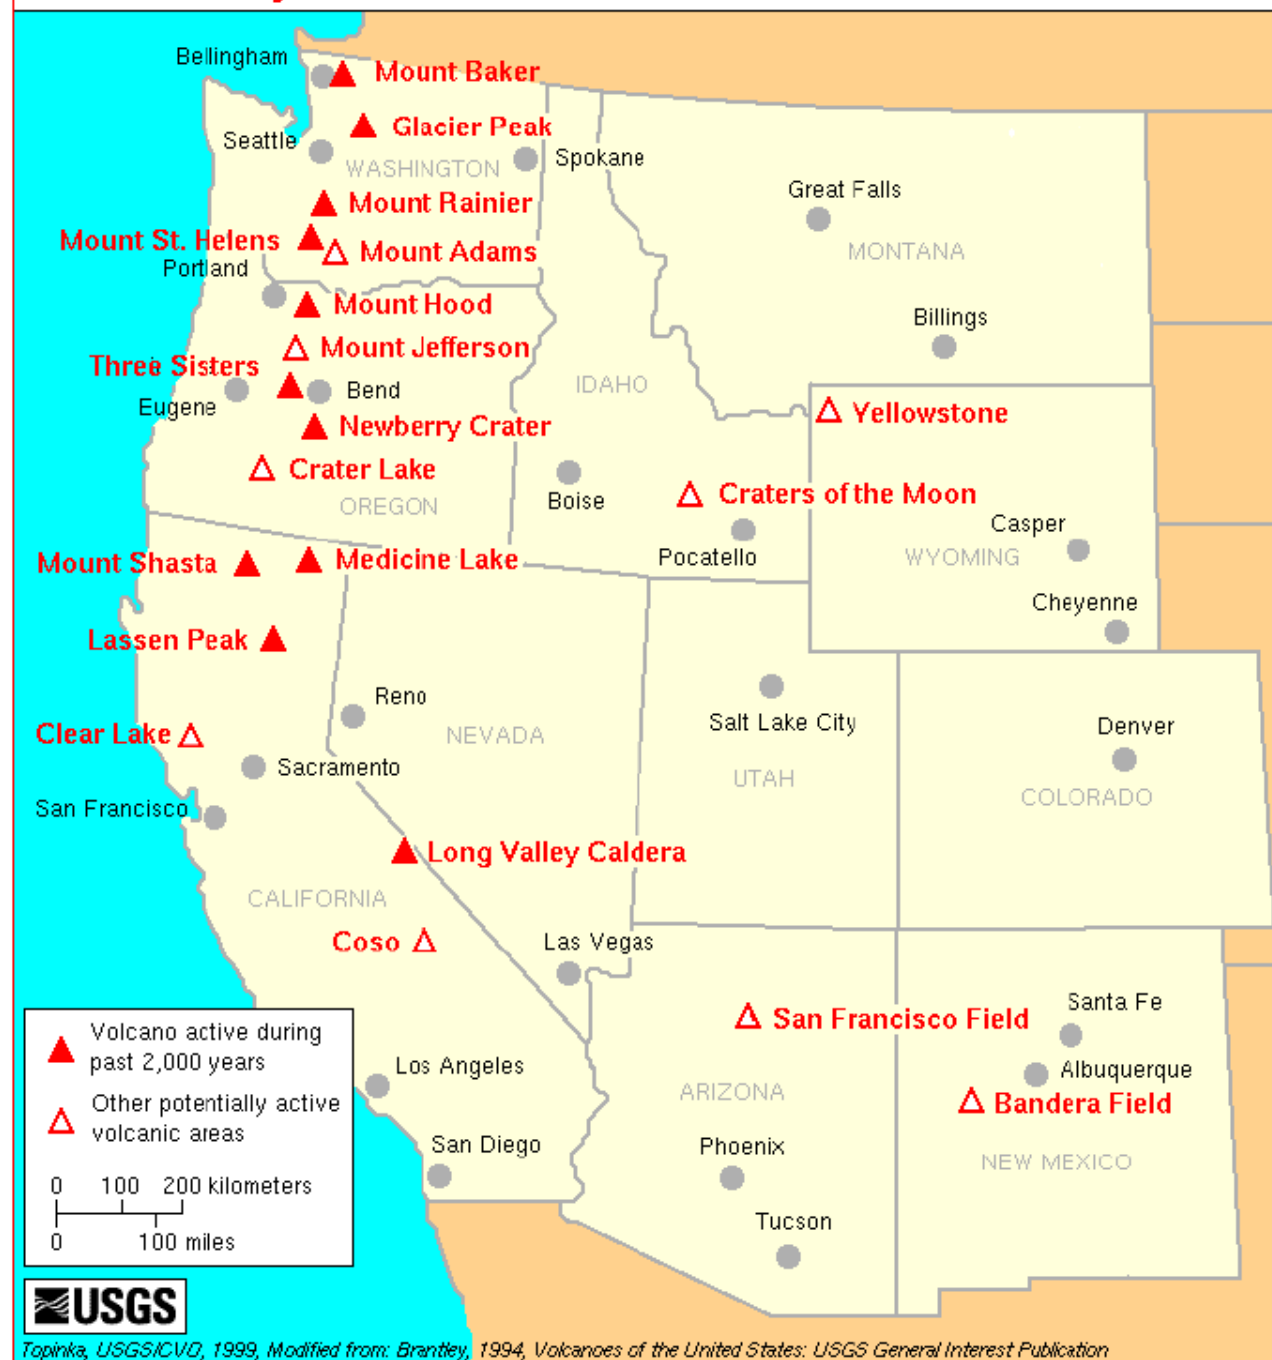 Bellingham
Mount Baker
Glacier Peak
Seattle
WASHINGTON
Spokane
Great Falls
Mount Rainier
Mount St. Helens
Mount Adams
MONTANA
Portland
Mount Hood
Billings
Mount Jefferson
Three Sisters
IDAHO
Bend
Eugene
Yellowstone
Newberry Crater
Crater Lake
OREGON
Boise
Craters of the Moon
Casper
Pocatello
WYOMING
Mount Shasta
Medicine Lake
Cheyenne
Lassen Peak
Reno
Salt Lake City
Denver
Clear Lake
NEVADA
Sacramento
UTAH
COLORADO
San Francisco
Long Valley Caldera
CALIFORNIA
Coso
Las Vegas
Santa Fe
San Francisco Field
Albuquerque
Los Angeles
ARIZONA
Bandera Field
San Diego
Phoenix
NEW MEXICO
Tucson
Volcano active during
past 2,000 years
Other potentially active
volcanic areas
0 100 200 kilometers
0 100 miles
USGS
Topinka, USGS/CVO, 1999, Modified from: Brantley, 1994, Volcanoes of the United States: USGS General Interest Publication